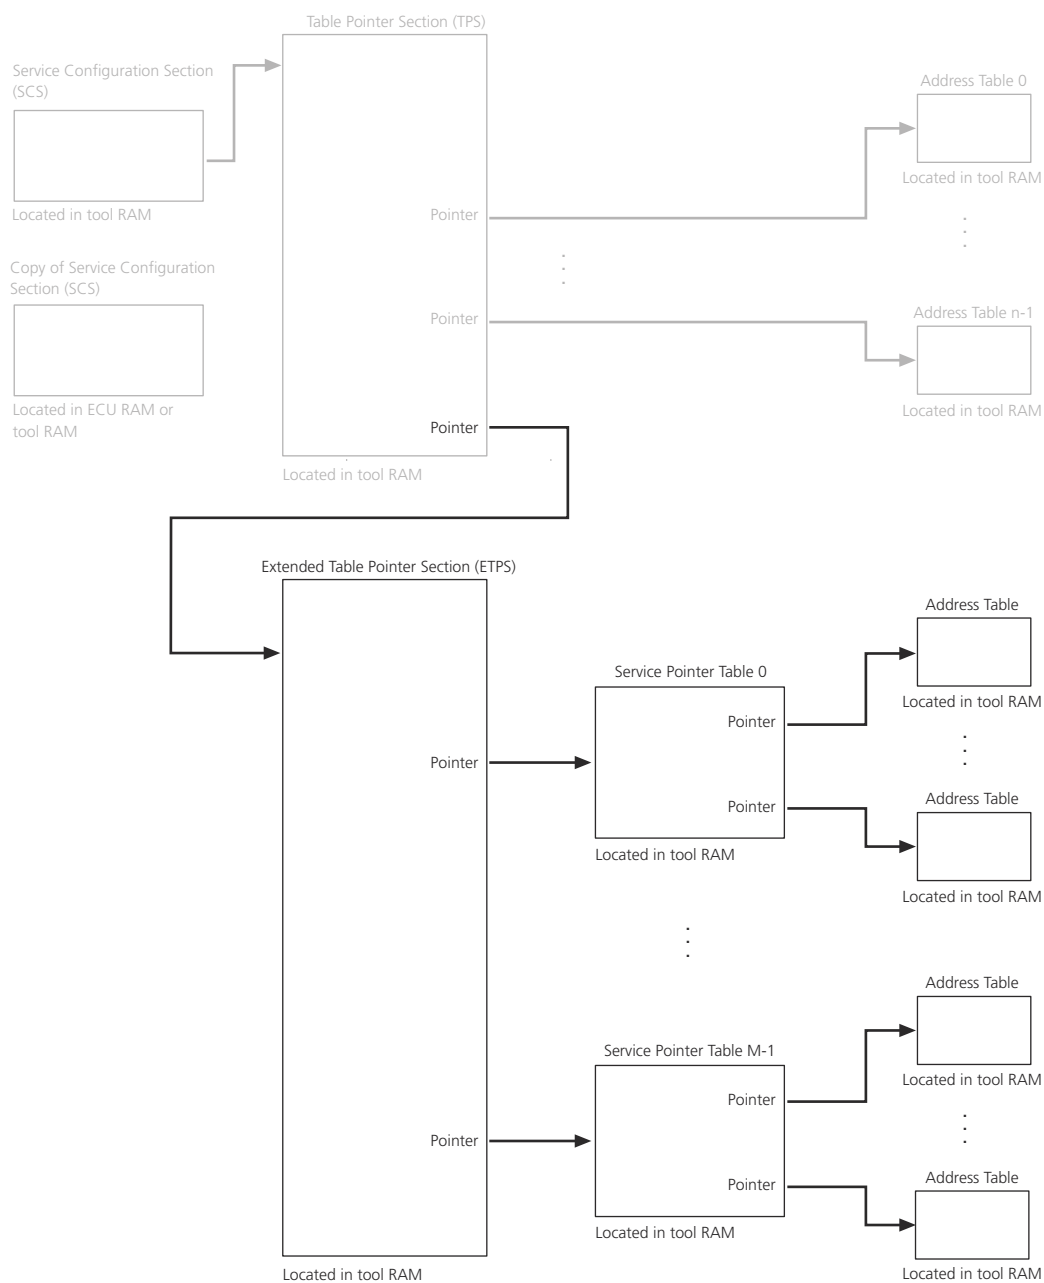 Table Pointer Section (TPS)
Service Configuration Section
(SCS)
Located in tool RAM
Address Table 0
Located in tool RAM
Pointer
Copy of Service Configuration
Section (SCS)
Located in ECU RAM or
tool RAM
Pointer
Address Table n-1
Located in tool RAM
Pointer
Located in tool RAM
Extended Table Pointer Section (ETPS)
Address Table
Located in tool RAM
Service Pointer Table 0
Pointer
Pointer
Pointer
Located in tool RAM
Address Table
Located in tool RAM
Address Table
Located in tool RAM
Service Pointer Table M-1
Pointer
Pointer
Pointer
Located in tool RAM
Address Table
Located in tool RAM
Located in tool RAM